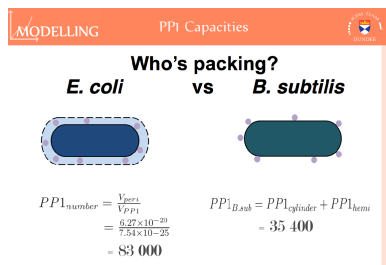 MODELLING
PP1 Capacities
DUNDEE
Who's packing?
E. coli vs B. subtilis
PP1number = Vperi / VPP1
= 6.27×10−20 / 7.54×10−25
= 83 000
PP1B.sub = PP1cylinder + PP1hemi
= 35 400